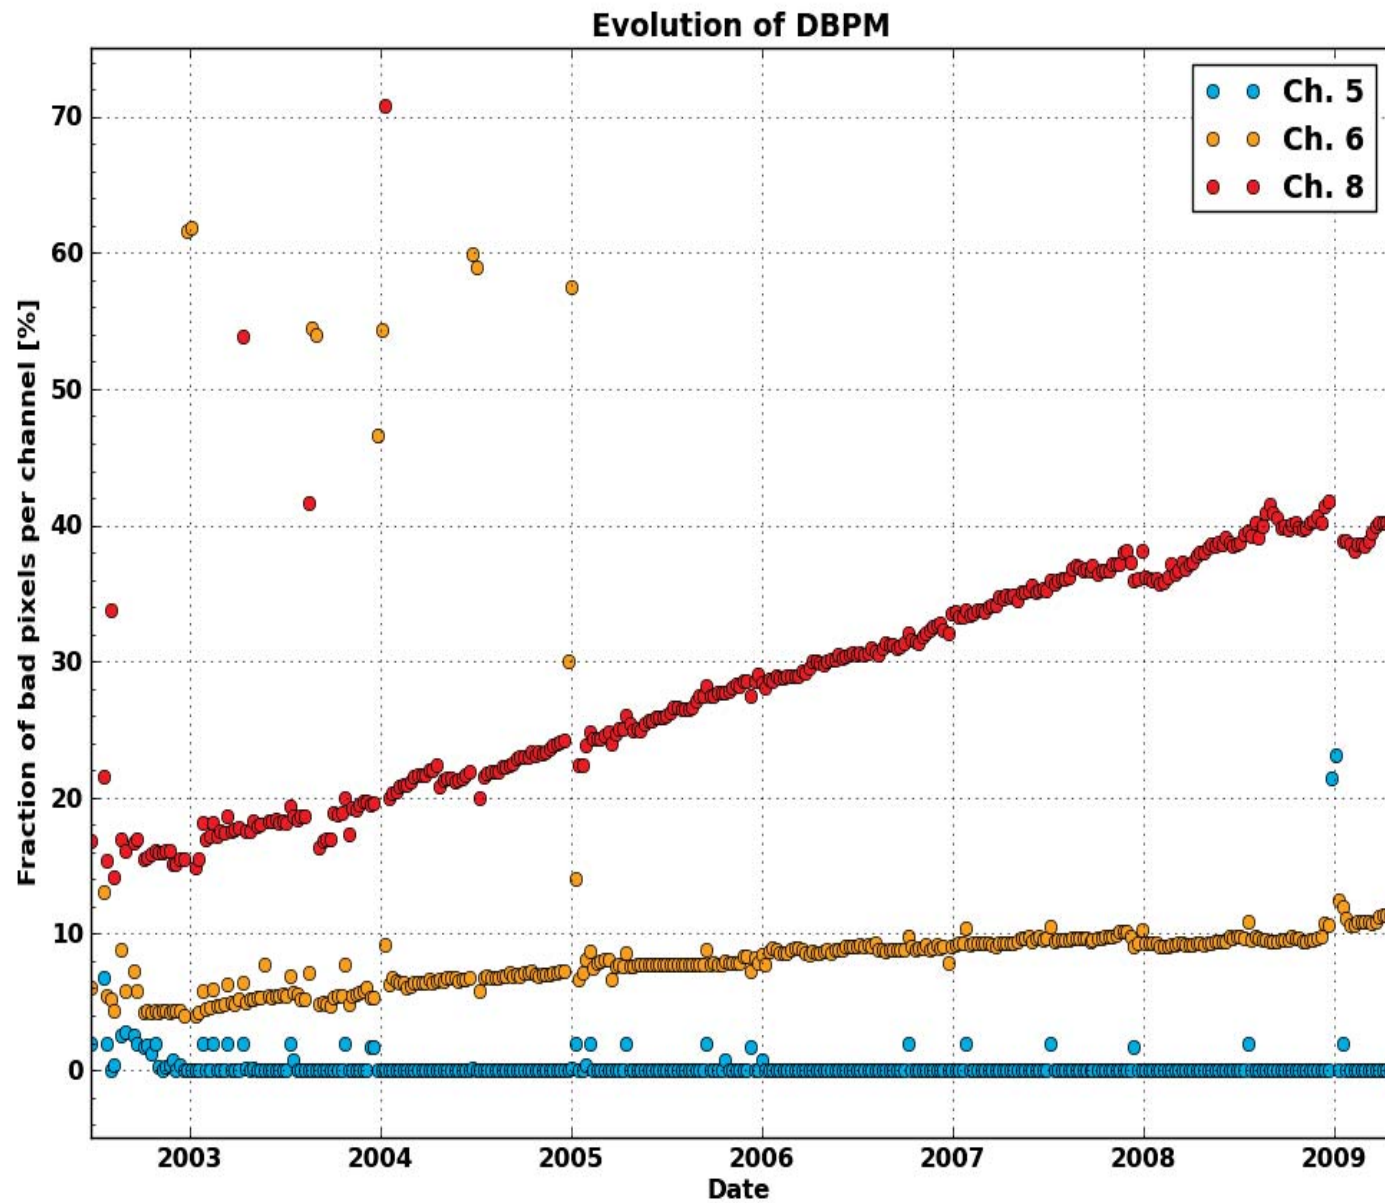 Evolution of DBPM
Ch. 5
Ch. 6
Ch. 8
Fraction of bad pixels per channel [%]
70
60
50
40
30
20
10
0
2003 2004 2005 2006 2007 2008 2009
Date